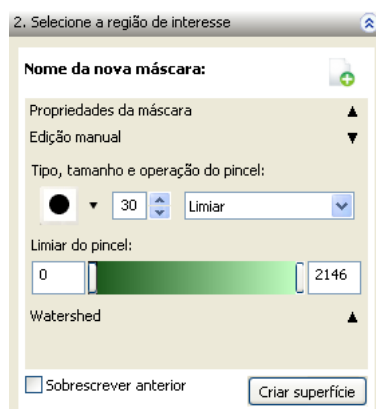 2. Selecione a região de interesse
Nome da nova máscara:
Propriedades da máscara
Edição manual
Tipo, tamanho e operação do pincel:
30 Limiar
Limiar do pincel:
0 2146
Watershed
Sobrescrever anterior Criar superfície